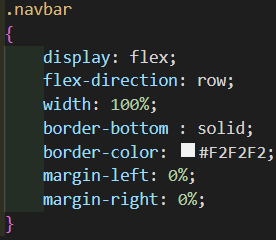 .navbar
{
    display: flex;
    flex-direction: row;
    width: 100%;
    border-bottom : solid;
    border-color: #F2F2F2;
    margin-left: 0%;
    margin-right: 0%;
}